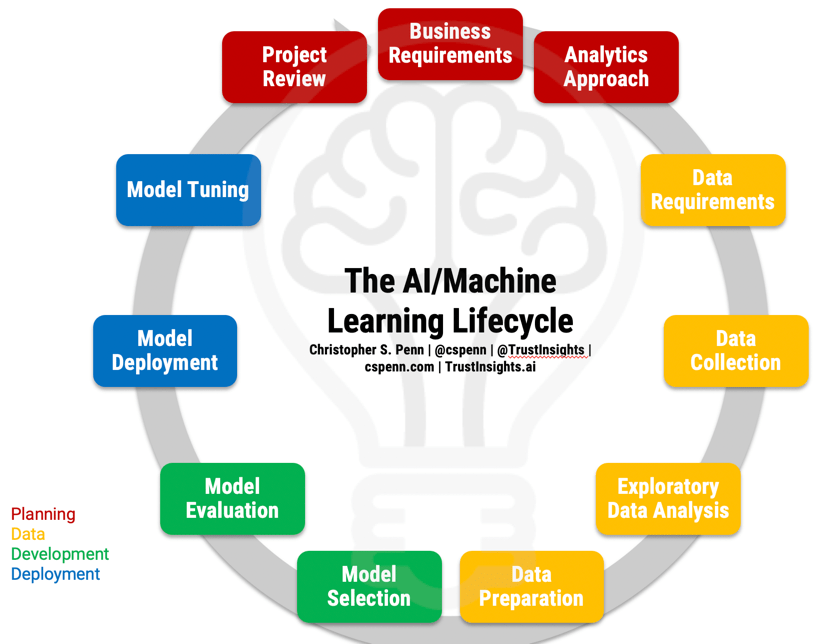 Business
Requirements
Analytics
Approach
Data
Requirements
Data
Collection
Exploratory
Data Analysis
Data
Preparation
Model
Selection
Model
Evaluation
Model
Deployment
Model Tuning
Project
Review
The AI/Machine
Learning Lifecycle
Christopher S. Penn | @cspenn | @TrustInsights |
cspenn.com | TrustInsights.ai
Planning
Data
Development
Deployment